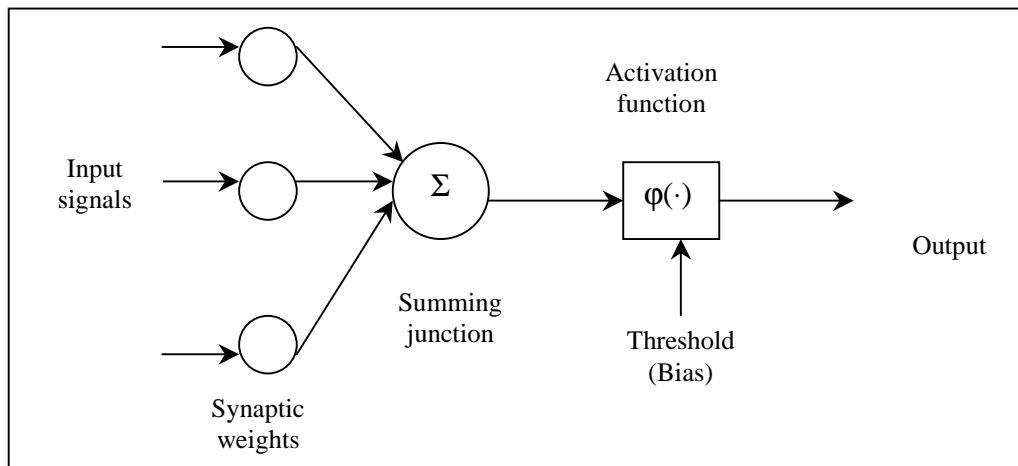 Activation
function
Input
signals
Σ
φ(·)
Output
Summing
junction
Threshold
(Bias)
Synaptic
weights